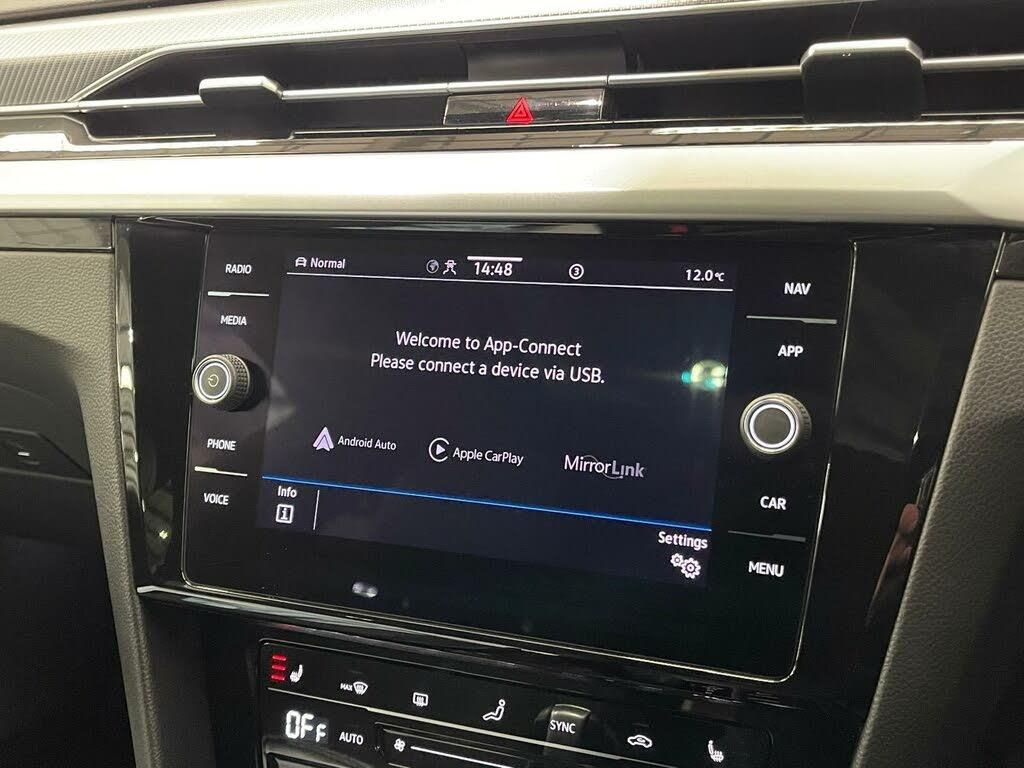 RADIO
MEDIA
PHONE
VOICE
Normal
14:48
3
12.0°C
Welcome to App-Connect
Please connect a device via USB.
Android Auto
Apple CarPlay
MirrorLink
Info
i
Settings
NAV
APP
CAR
MENU
MAX
SYNC
OFF
AUTO